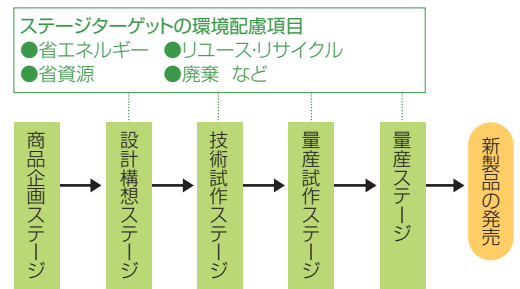 ステージターゲットの環境配慮項目
●省エネルギー ●リユース・リサイクル
●省資源 ●廃棄 など
商品企画ステージ
設計構想ステージ
技術試作ステージ
量産試作ステージ
量産ステージ
新製品の発売